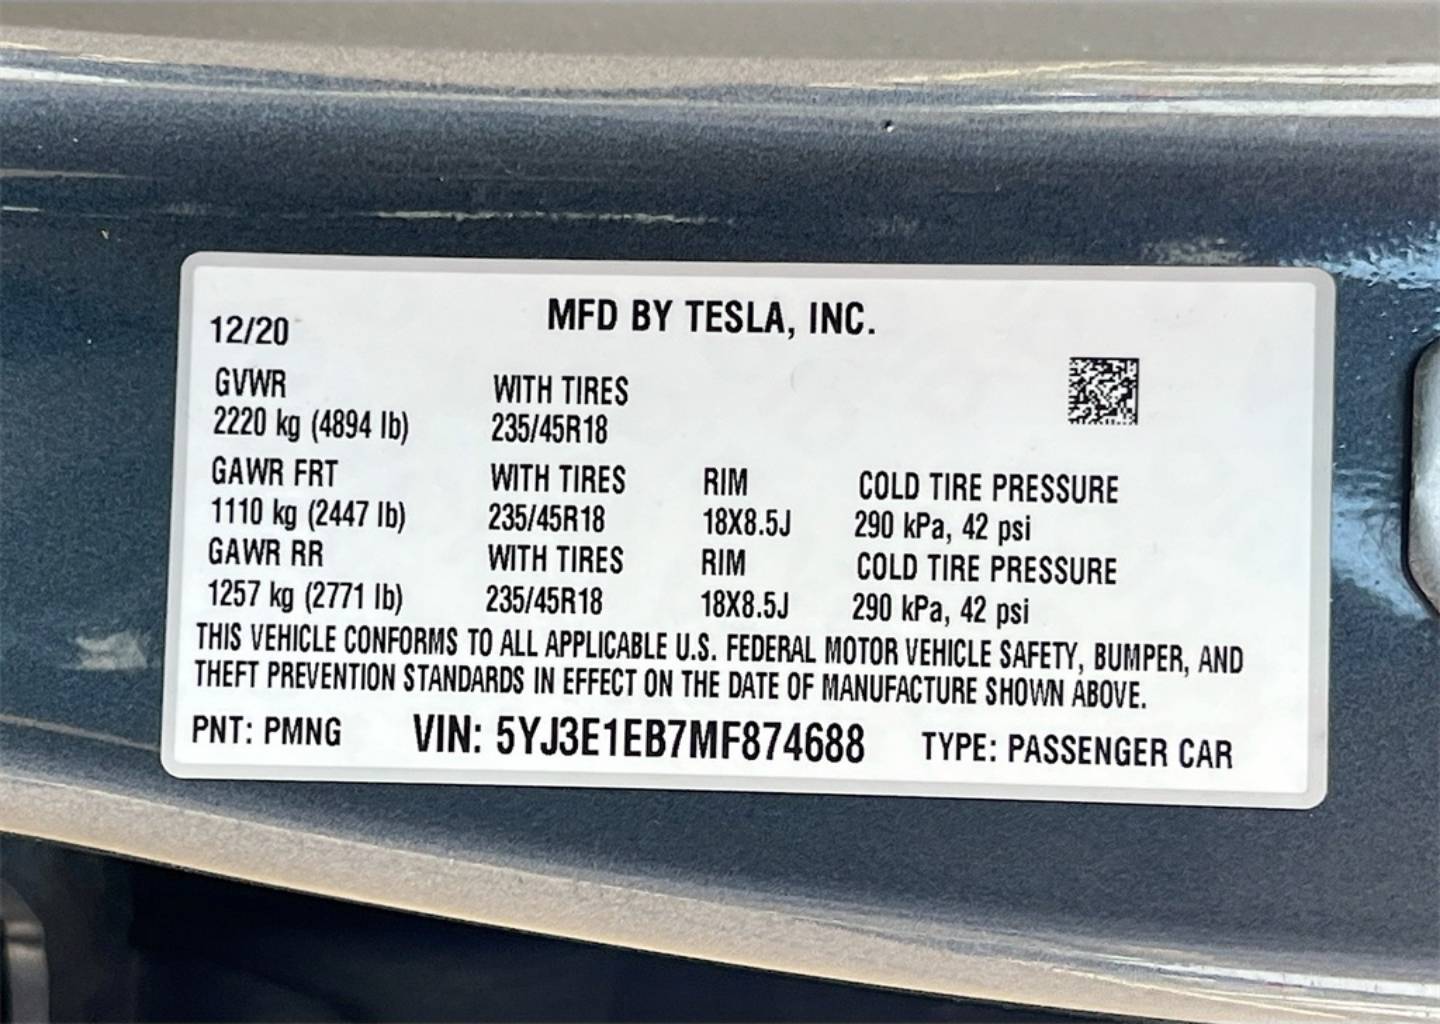 MFD BY TESLA, INC.
12/20
GVWR WITH TIRES
2220 kg (4894 lb) 235/45R18
GAWR FRT WITH TIRES RIM COLD TIRE PRESSURE
1110 kg (2447 lb) 235/45R18 18X8.5J 290 kPa, 42 psi
GAWR RR WITH TIRES RIM COLD TIRE PRESSURE
1257 kg (2771 lb) 235/45R18 18X8.5J 290 kPa, 42 psi
THIS VEHICLE CONFORMS TO ALL APPLICABLE U.S. FEDERAL MOTOR VEHICLE SAFETY, BUMPER, AND
THEFT PREVENTION STANDARDS IN EFFECT ON THE DATE OF MANUFACTURE SHOWN ABOVE.
PNT: PMNG VIN: 5YJ3E1EB7MF874688 TYPE: PASSENGER CAR